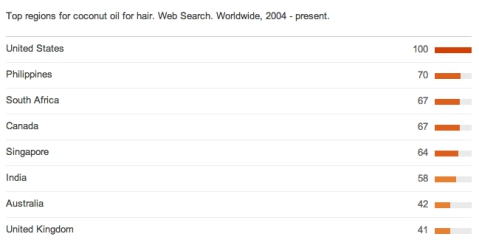 Top regions for coconut oil for hair. Web Search. Worldwide, 2004 - present.
United States 100
Philippines 70
South Africa 67
Canada 67
Singapore 64
India 58
Australia 42
United Kingdom 41